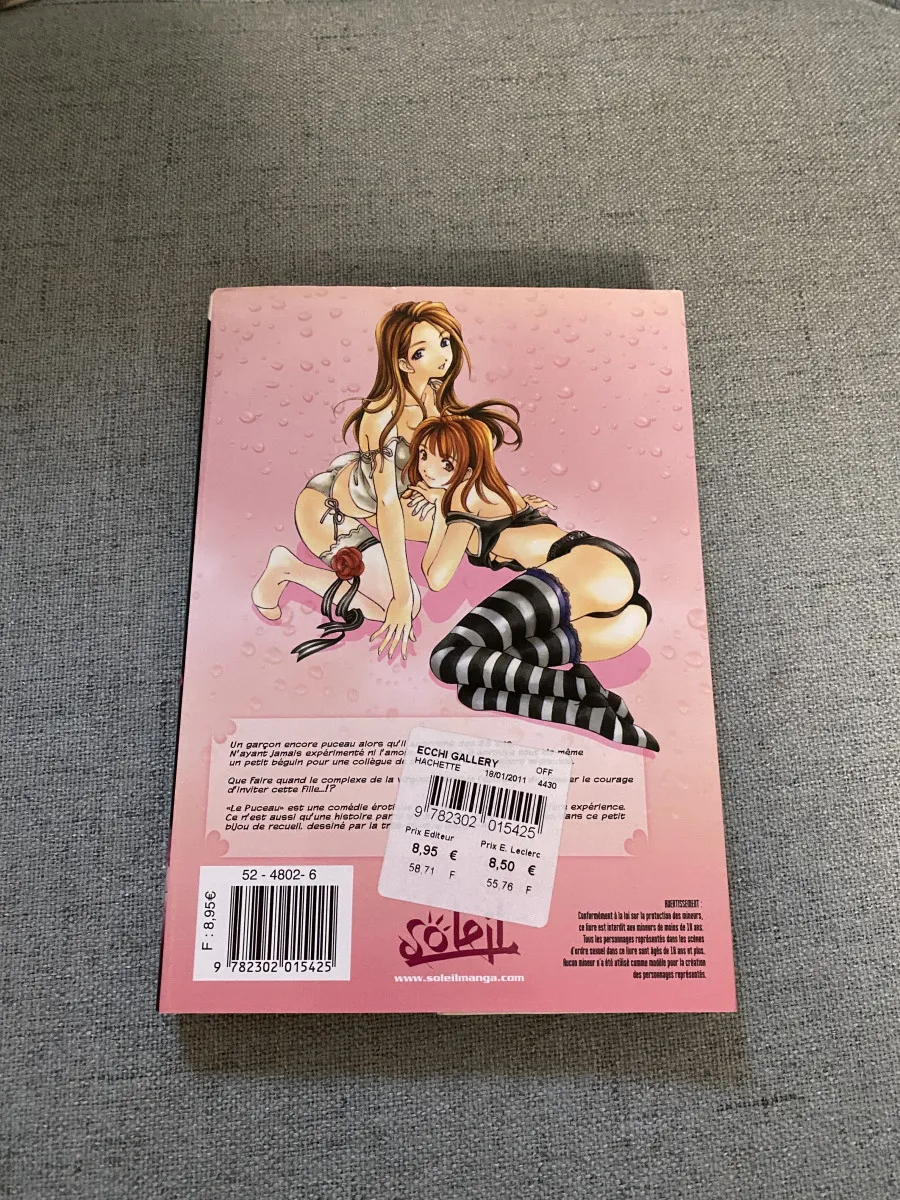 Un garçon encore puceau alors qu'il
N'ayant jamais expérimenté ni l'amo même
un petit béguin pour une collègue de
Que faire quand le complexe de la er le courage
d'inviter cette fille...!?
«Le Puceau» est une comédie éroti expérience.
Ce n'est aussi qu'une histoire par ans ce petit
bijou de recueil, dessiné par la
ECCHI GALLERY
HACHETTE 18/01/2011 OFF
4430
9 782302 015425
Prix Editeur Prix E. Leclerc
8,95 € 8,50 €
58,71 F 55,76 F
52 - 4802- 6
F : 8,95€
9 782302 015425
SOLEIL
www.soleilmanga.com
AVERTISSEMENT :
Conformément à la loi sur la protection des mineurs,
ce livre est interdit aux mineurs de moins de 18 ans.
Tous les personnages représentés dans les scènes
d'ordre sexuel dans ce livre sont âgés de 18 ans et plus.
Aucun mineur n'a été utilisé comme modèle pour la création
des personnages représentés.